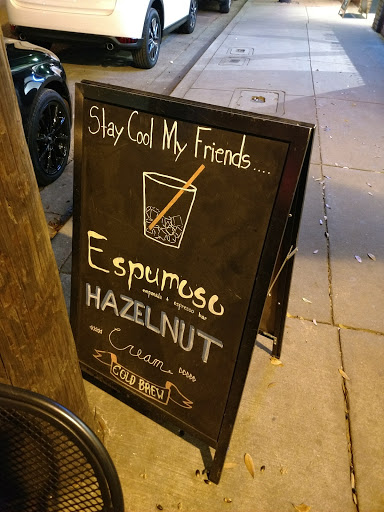 Stay Cool My Friends....
Espumoso
empanada & espresso bar
HAZELNUT
Cream
COLD BREW